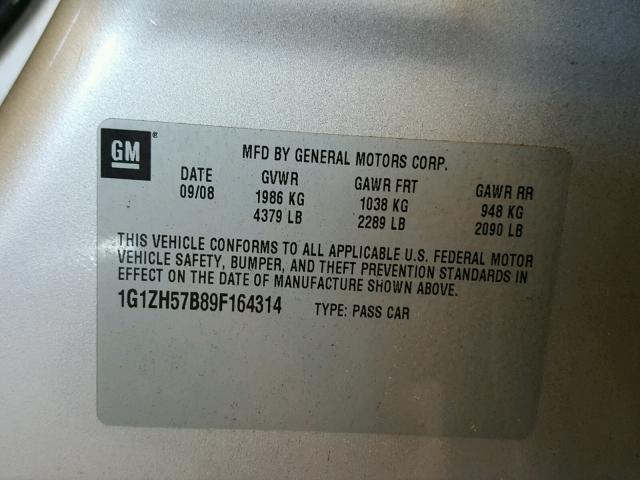 GM ®
MFD BY GENERAL MOTORS CORP.
DATE GVWR GAWR FRT GAWR RR
09/08 1986 KG 1038 KG 948 KG
4379 LB 2289 LB 2090 LB
THIS VEHICLE CONFORMS TO ALL APPLICABLE U.S. FEDERAL MOTOR
VEHICLE SAFETY, BUMPER, AND THEFT PREVENTION STANDARDS IN
EFFECT ON THE DATE OF MANUFACTURE SHOWN ABOVE.
1G1ZH57B89F164314 TYPE: PASS CAR